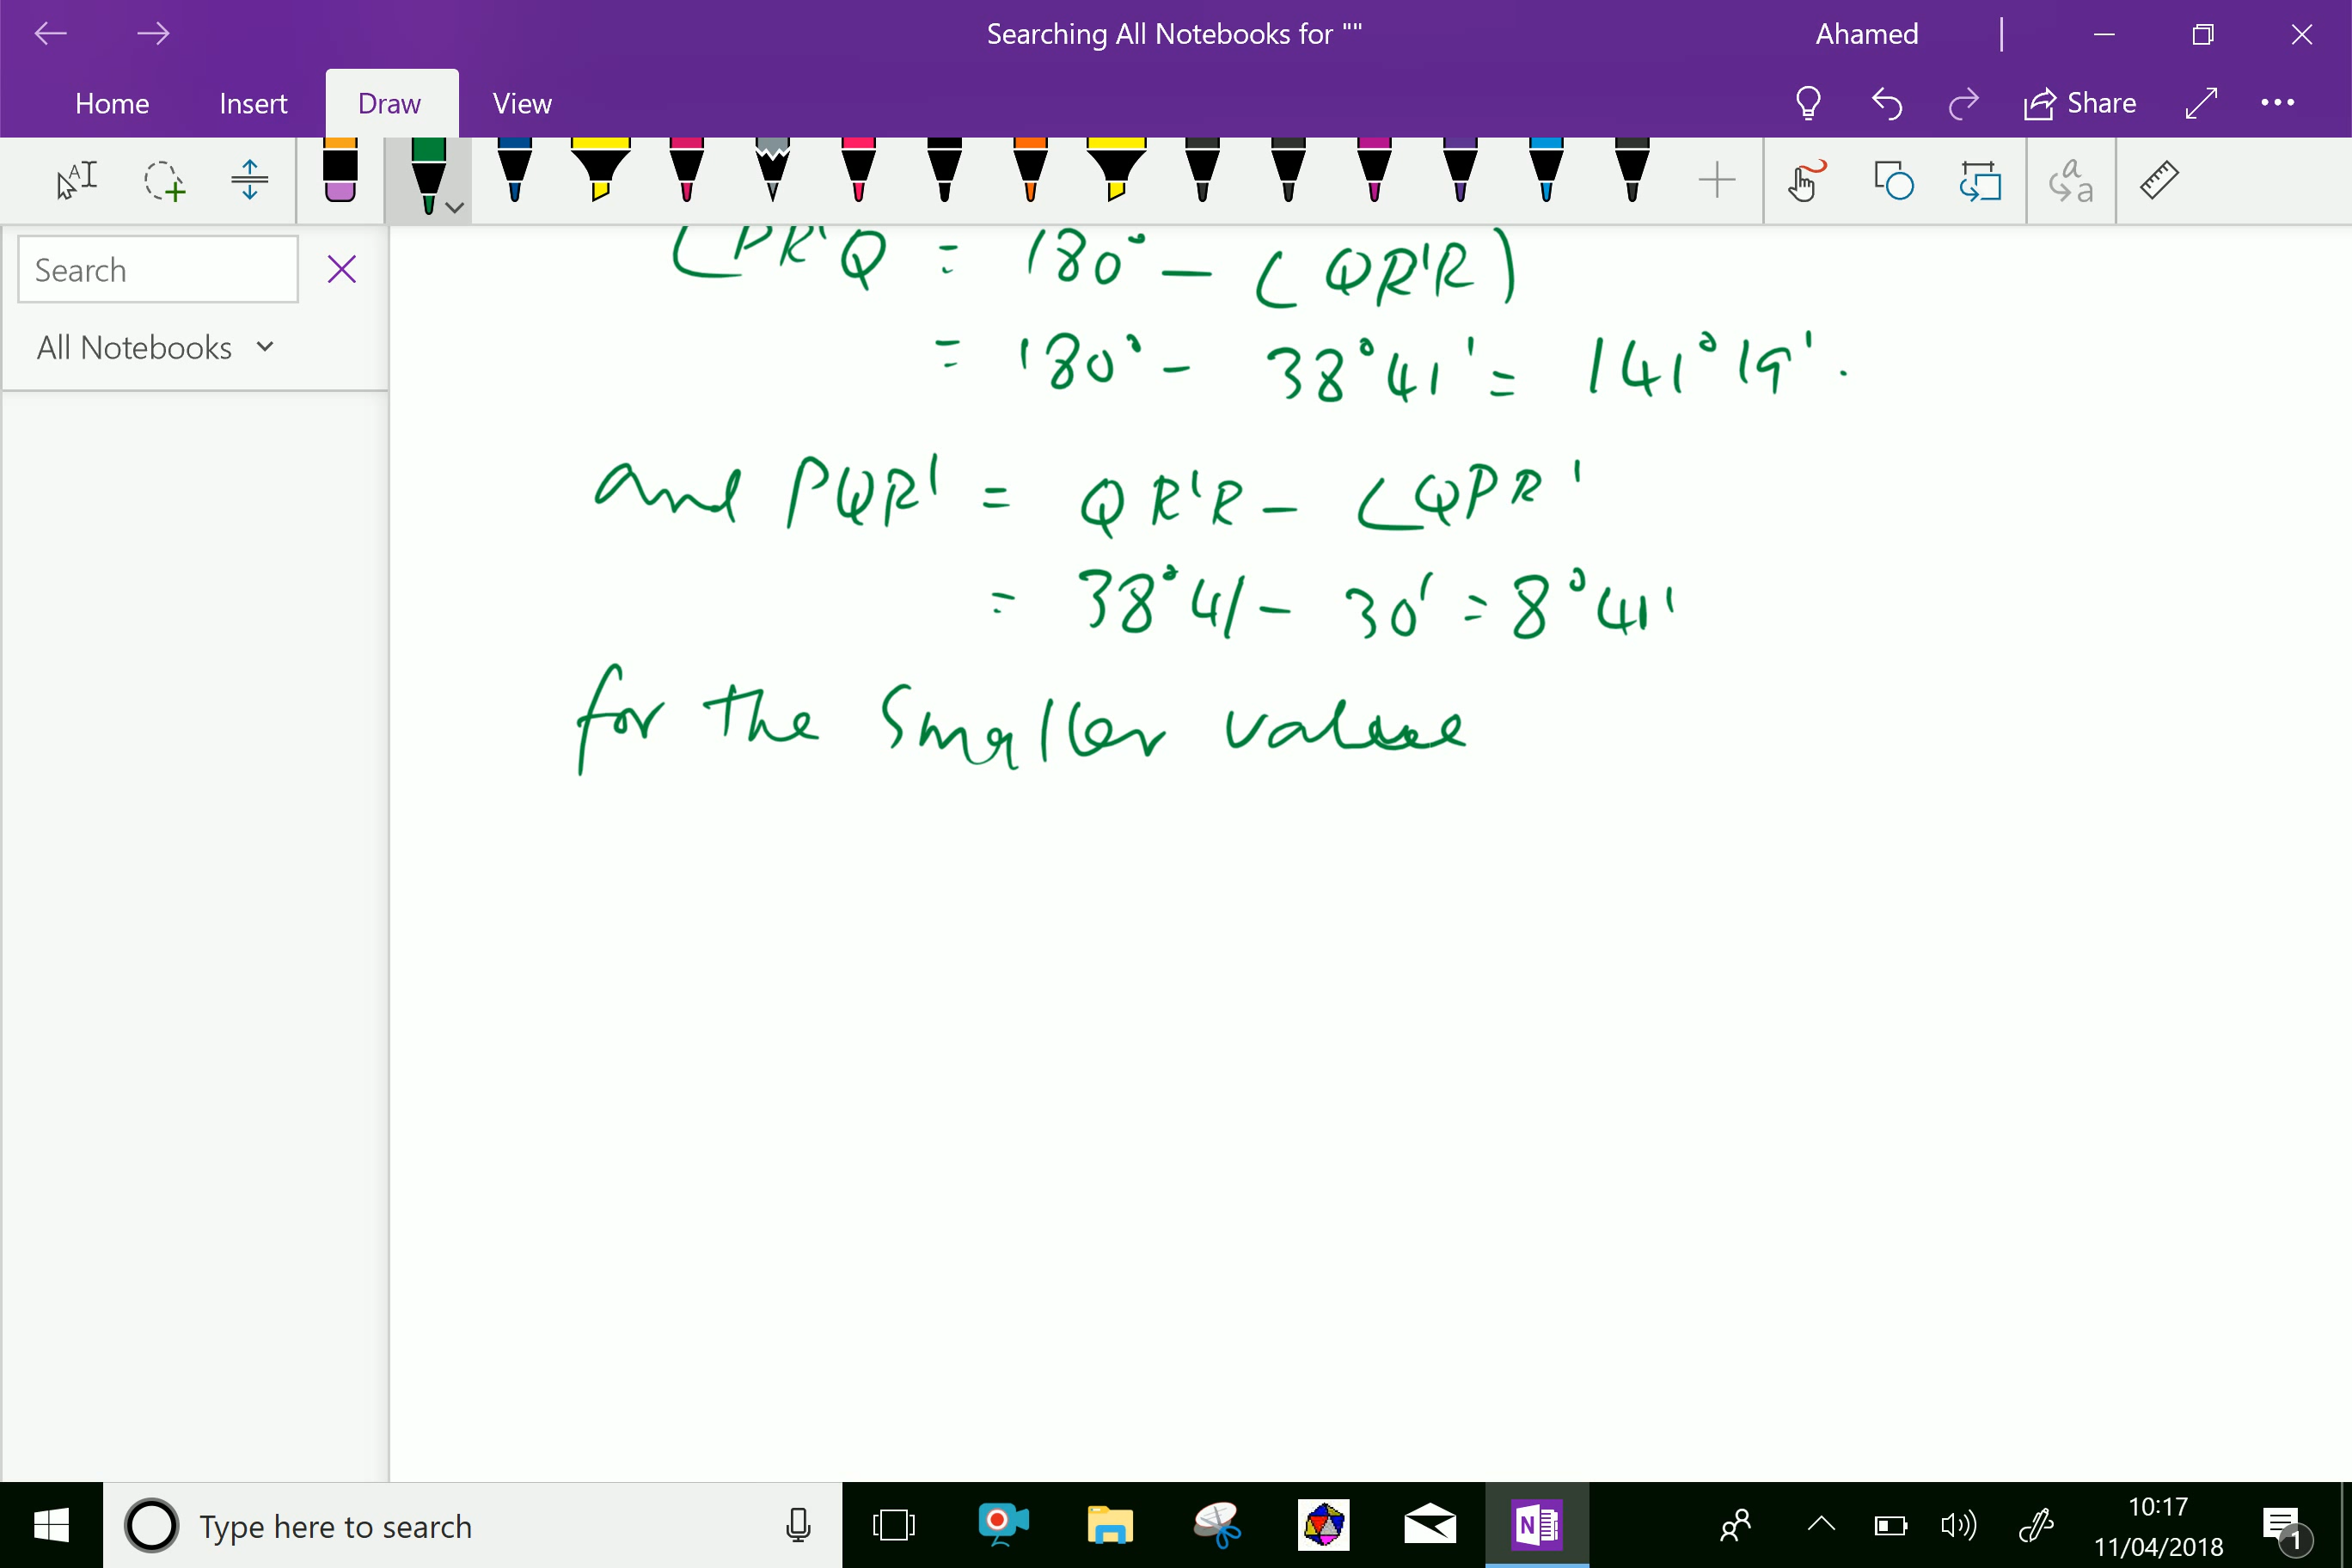 Searching All Notebooks for ""
Ahamed
Home Insert Draw View
Share
Search
All Notebooks
∠PR'Q = 180° - ∠QR'R)
= 180° - 38°41' = 141°19'.
and PQR' = QR'R - ∠QPR'
= 38°41 - 30' = 8°41'
for the smaller value
Type here to search
N
10:17
11/04/2018
1